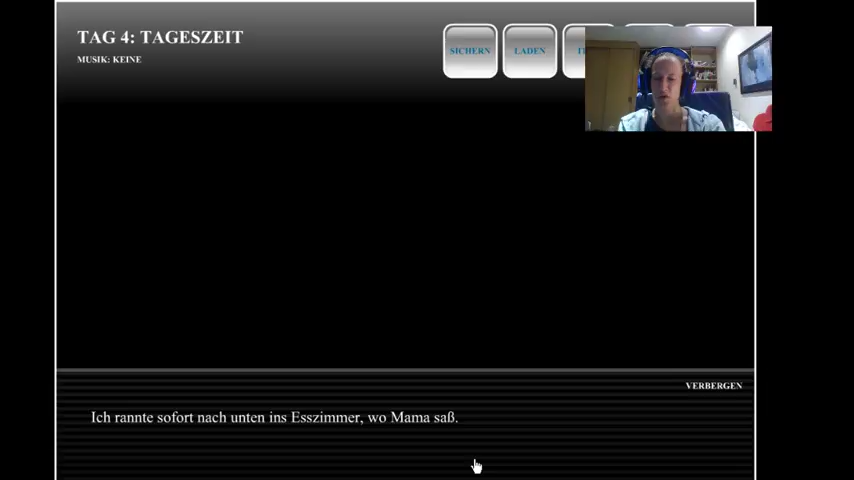 TAG 4: TAGESZEIT
MUSIK: KEINE
SICHERN
LADEN
VERBERGEN
Ich rannte sofort nach unten ins Esszimmer, wo Mama saß.